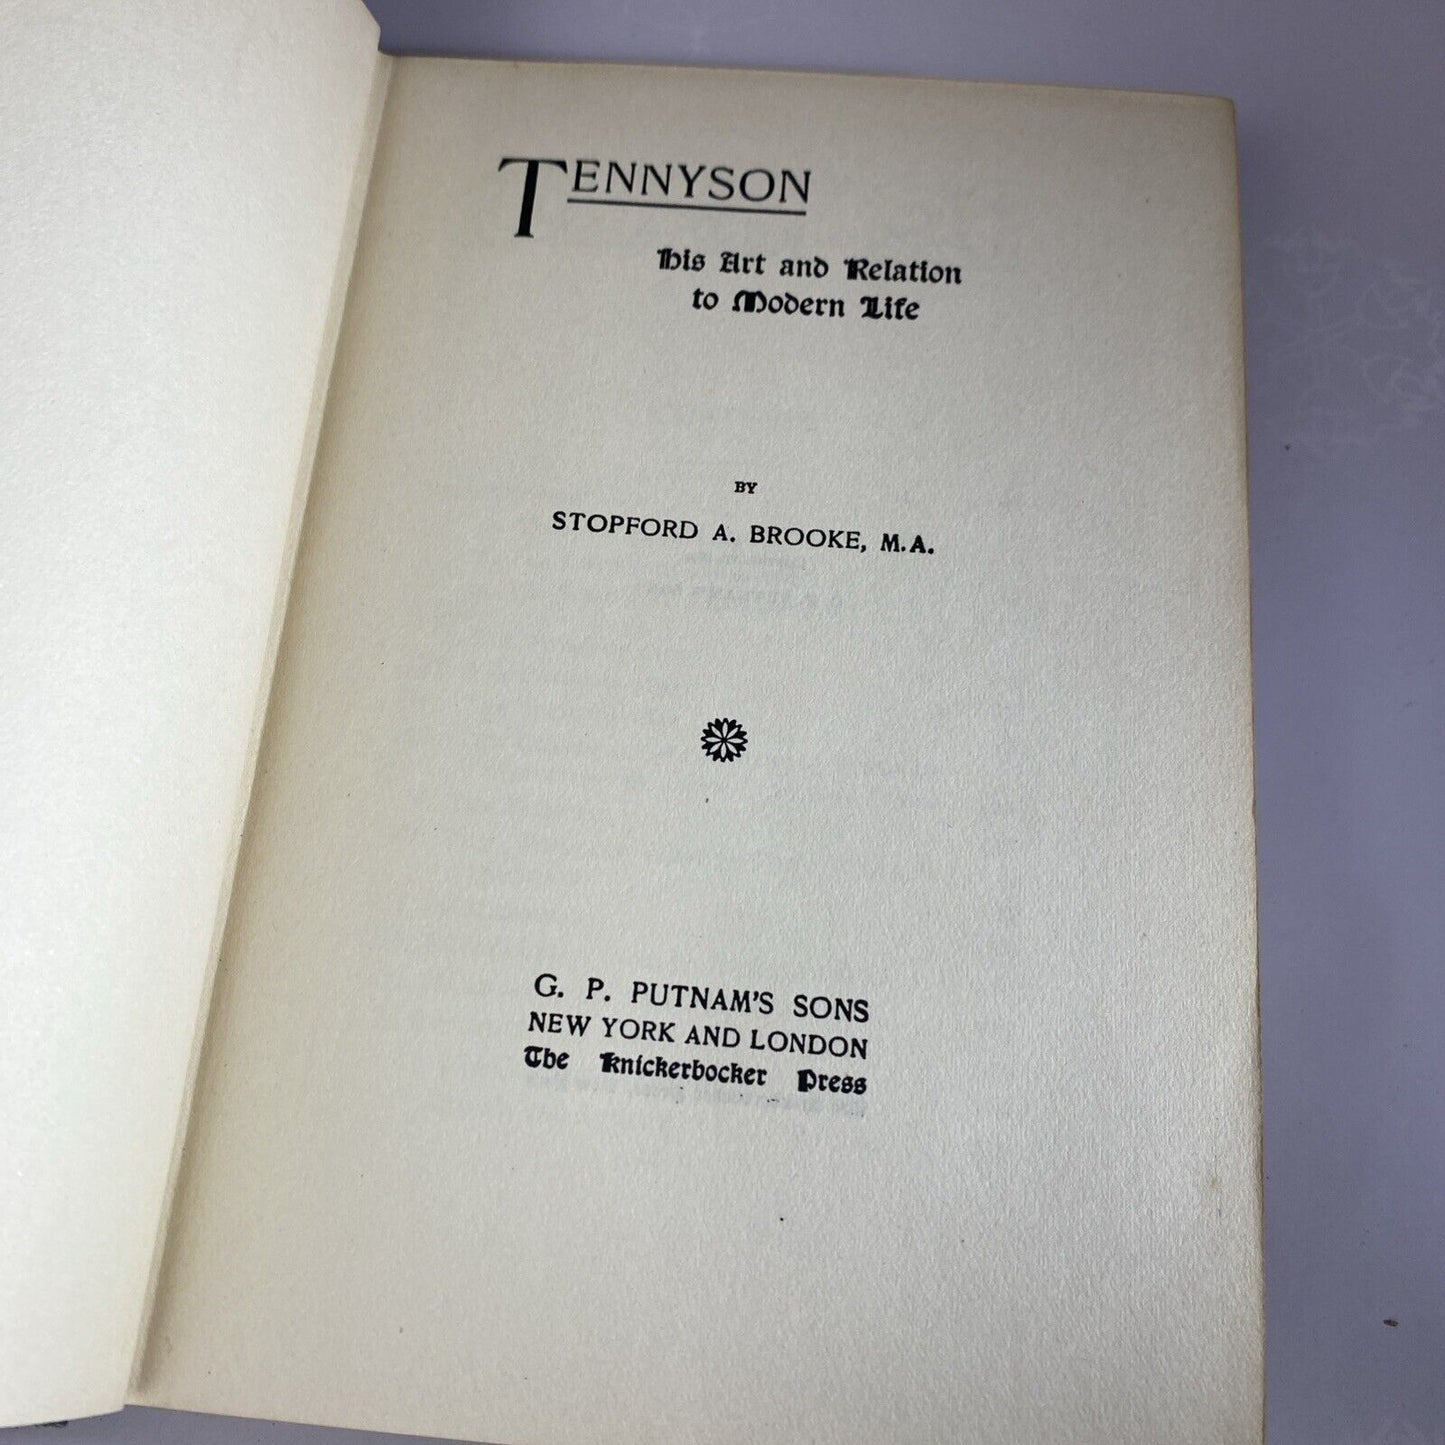 TENNYSON
His Art and Relation
to Modern Life
BY
STOPFORD A. BROOKE, M.A.
G. P. PUTNAM'S SONS
NEW YORK AND LONDON
The Knickerbocker Press